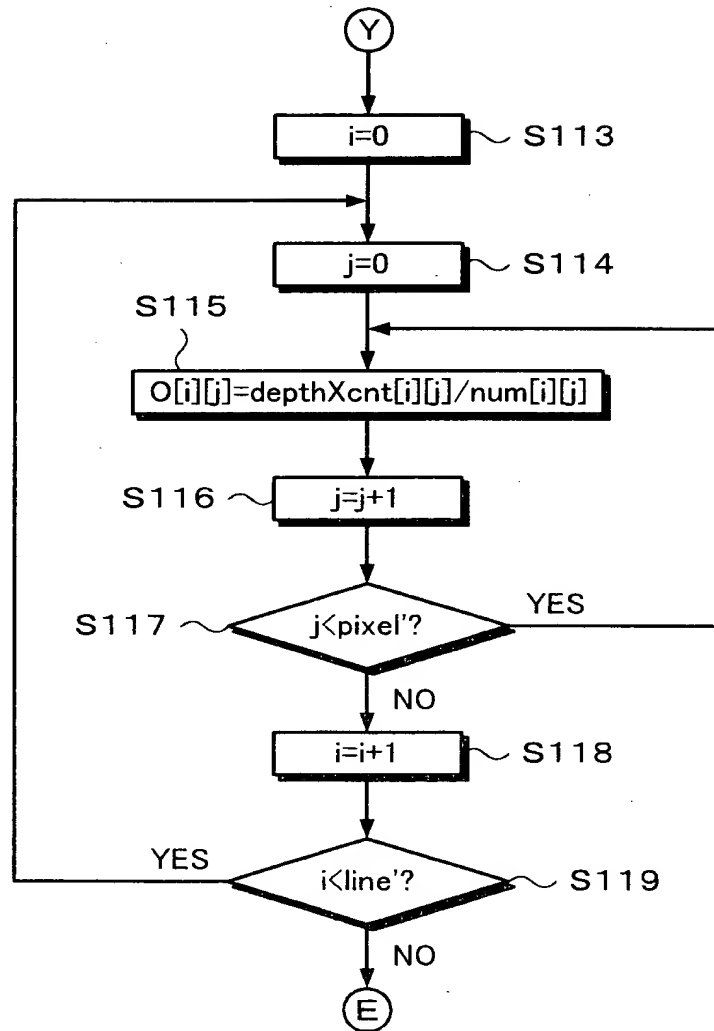 Y
i=0
S113
j=0
S114
S115
O[i][j]=depthXcnt[i][j]/num[i][j]
S116
j=j+1
S117
j<pixel'?
YES
NO
i=i+1
S118
YES
i<line'?
S119
NO
E